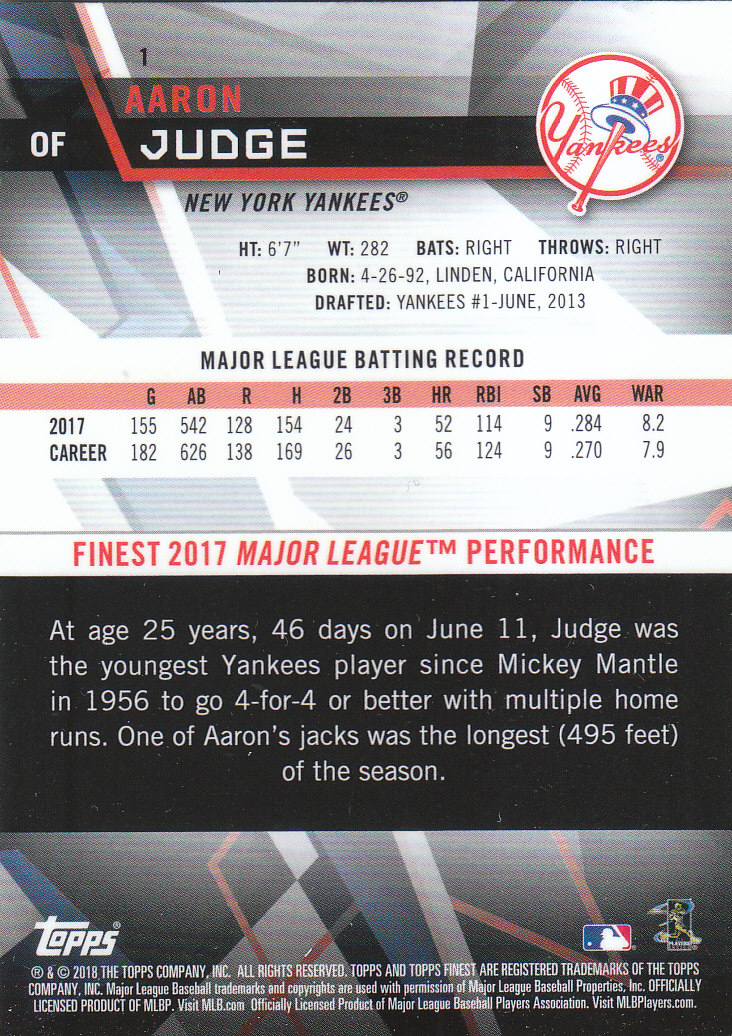 1
AARON
OF JUDGE
Yankees®
NEW YORK YANKEES®
HT: 6'7" WT: 282 BATS: RIGHT THROWS: RIGHT
BORN: 4-26-92, LINDEN, CALIFORNIA
DRAFTED: YANKEES #1-JUNE, 2013
MAJOR LEAGUE BATTING RECORD
G AB R H 2B 3B HR RBI SB AVG WAR
2017 155 542 128 154 24 3 52 114 9 .284 8.2
CAREER 182 626 138 169 26 3 56 124 9 .270 7.9
FINEST 2017 MAJOR LEAGUE™ PERFORMANCE
At age 25 years, 46 days on June 11, Judge was
the youngest Yankees player since Mickey Mantle
in 1956 to go 4-for-4 or better with multiple home
runs. One of Aaron's jacks was the longest (495 feet)
of the season.
Topps®
® & © 2018 THE TOPPS COMPANY, INC. ALL RIGHTS RESERVED. TOPPS AND TOPPS FINEST ARE REGISTERED TRADEMARKS OF THE TOPPS
COMPANY, INC. Major League Baseball trademarks and copyrights are used with permission of Major League Baseball Properties, Inc. OFFICIALLY
LICENSED PRODUCT OF MLBP. Visit MLB.com Officially Licensed Product of Major League Baseball Players Association. Visit MLBPlayers.com.